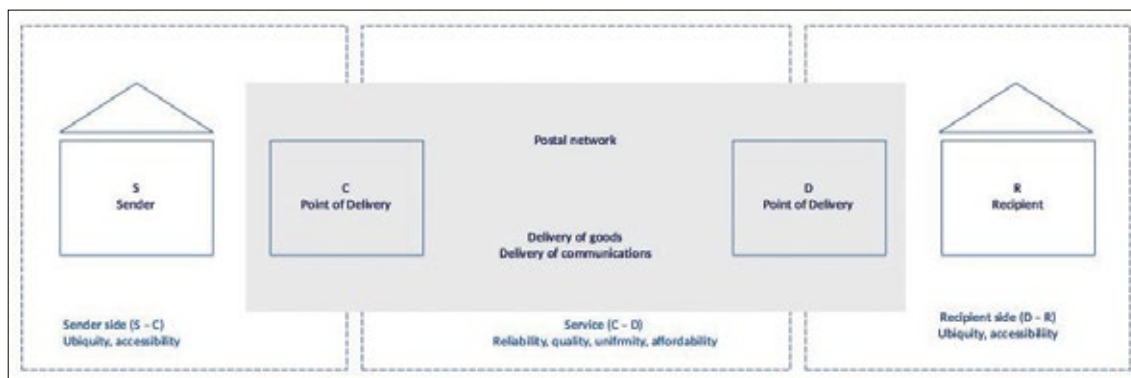 Postal network
S
Sender
C
Point of Delivery
D
Point of Delivery
R
Recipient
Delivery of goods
Delivery of communications
Sender side (S – C)
Ubiquity, accessibility
Service (C – D)
Reliability, quality, unifrmity, affordability
Recipient side (D – R)
Ubiquity, accessibility